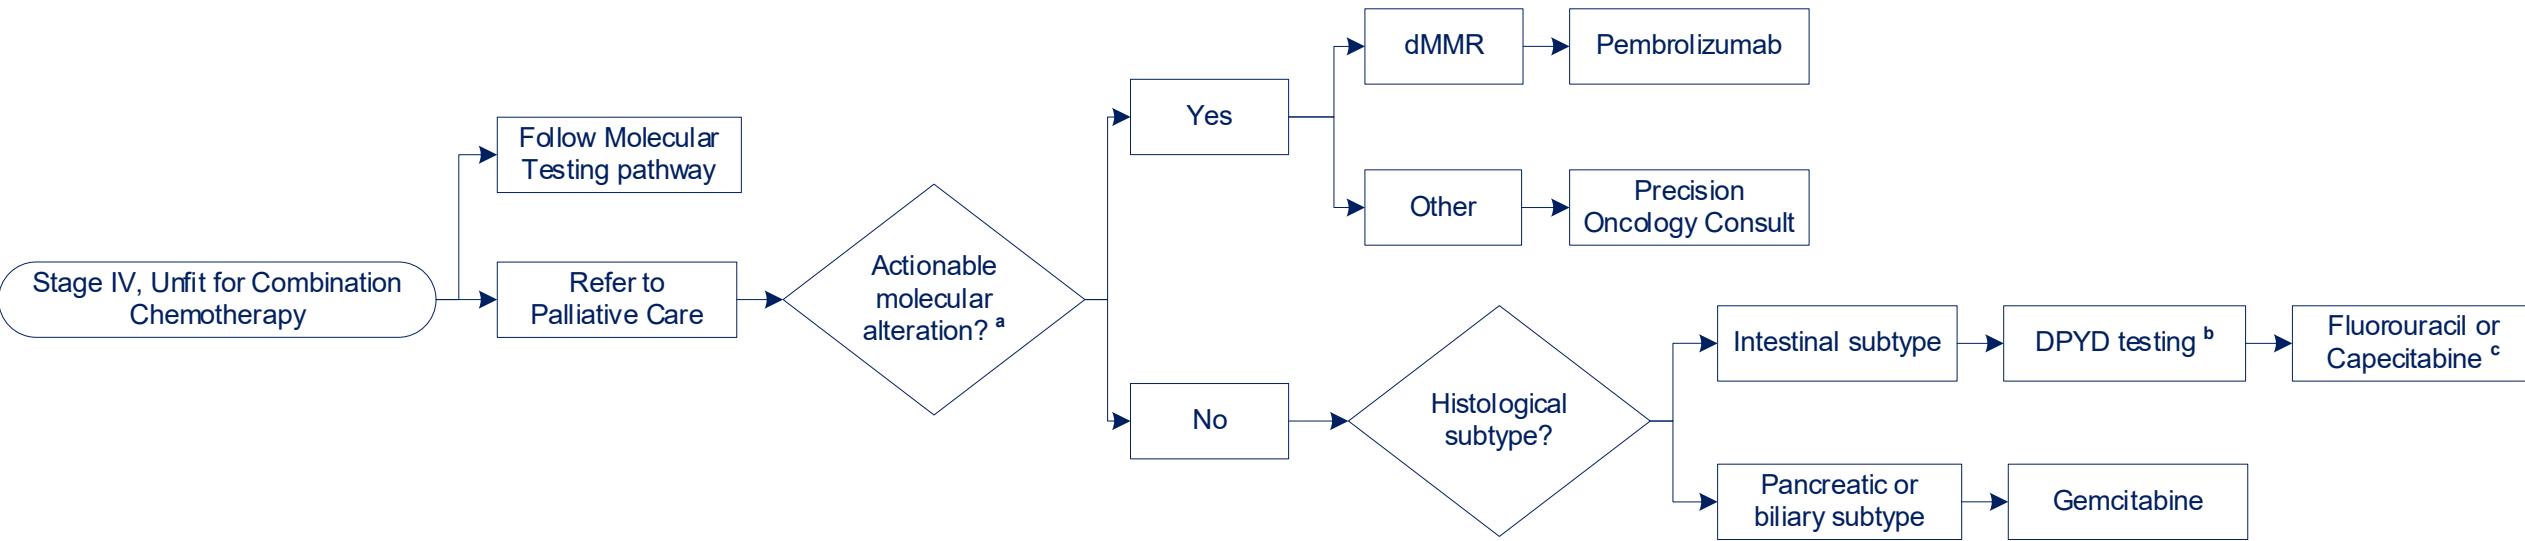 Stage IV, Unfit for Combination
Chemotherapy
Follow Molecular
Testing pathway
Refer to
Palliative Care
Actionable
molecular
alteration? a
Yes
dMMR
Pembrolizumab
Other
Precision
Oncology Consult
No
Histological
subtype?
Intestinal subtype
DPYD testing b
Fluorouracil or
Capecitabine c
Pancreatic or
biliary subtype
Gemcitabine